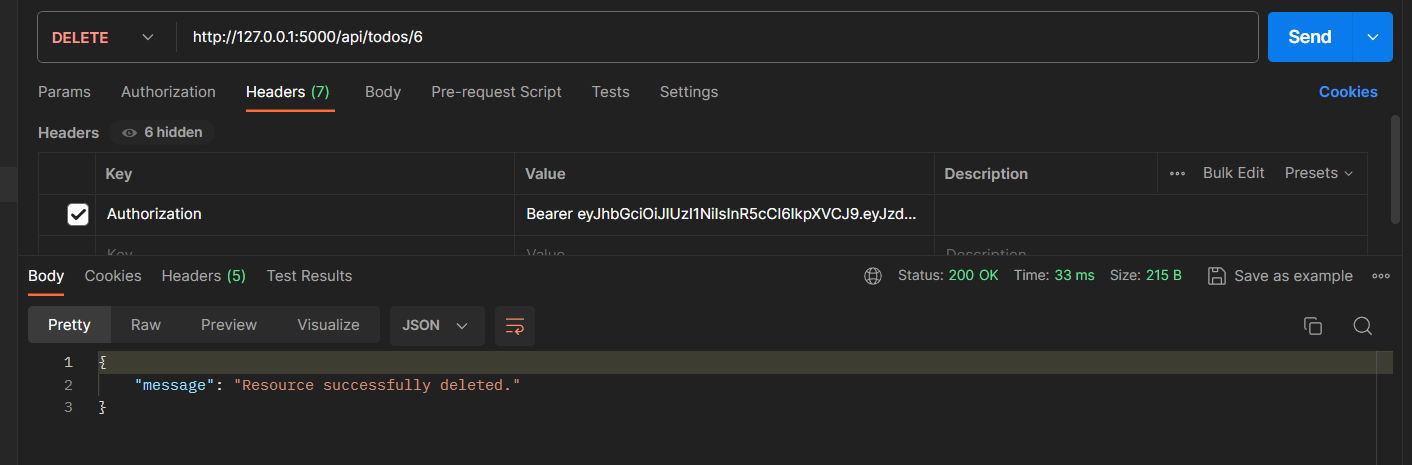 DELETE http://127.0.0.1:5000/api/todos/6 Send
Params Authorization Headers (7) Body Pre-request Script Tests Settings Cookies
Headers 6 hidden
Key Value Description ••• Bulk Edit Presets
Authorization Bearer eyJhbGciOiJIUzI1NiIsInR5cCI6IkpXVCJ9.eyJzd...
Key Value Description
Body Cookies Headers (5) Test Results Status: 200 OK Time: 33 ms Size: 215 B Save as example •••
Pretty Raw Preview Visualize JSON
1 {
2 "message": "Resource successfully deleted."
3 }